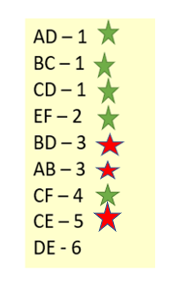 AD – 1
BC – 1
CD – 1
EF – 2
BD – 3
AB – 3
CF – 4
CE – 5
DE - 6